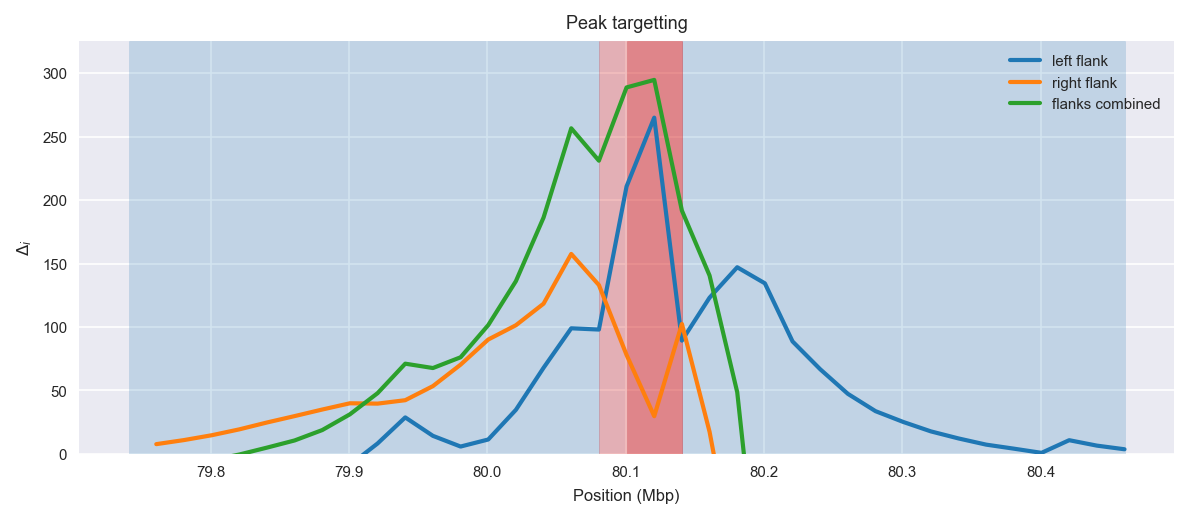 Peak targetting
left flank
right flank
flanks combined
300
250
200
150
100
50
0
Δi
79.8 79.9 80.0 80.1 80.2 80.3 80.4
Position (Mbp)